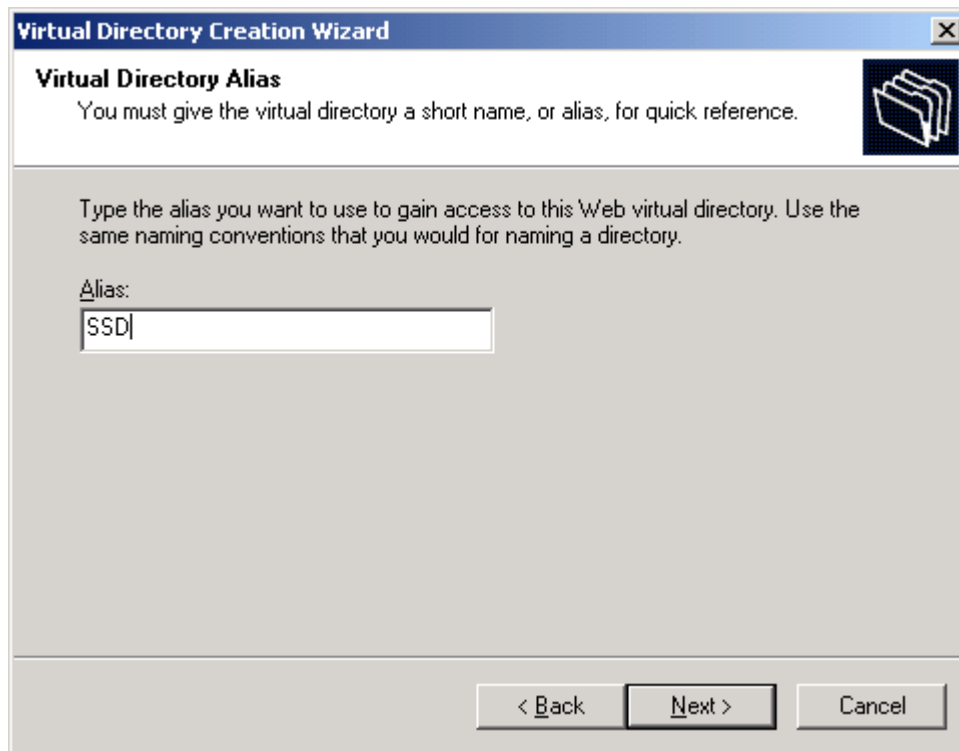 Virtual Directory Creation Wizard
Virtual Directory Alias
You must give the virtual directory a short name, or alias, for quick reference.
Type the alias you want to use to gain access to this Web virtual directory. Use the
same naming conventions that you would for naming a directory.
Alias:
SSD
< Back Next > Cancel